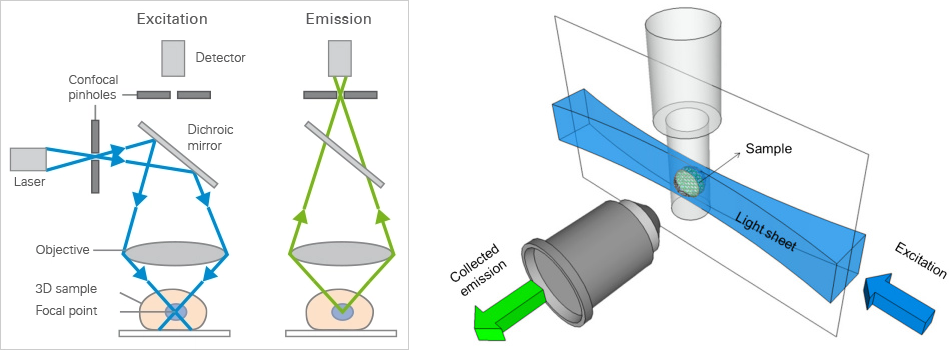 Excitation
Emission
Detector
Confocal
pinholes
Dichroic
mirror
Laser
Objective
3D sample
Focal point
Sample
Light sheet
Excitation
Collected
emission